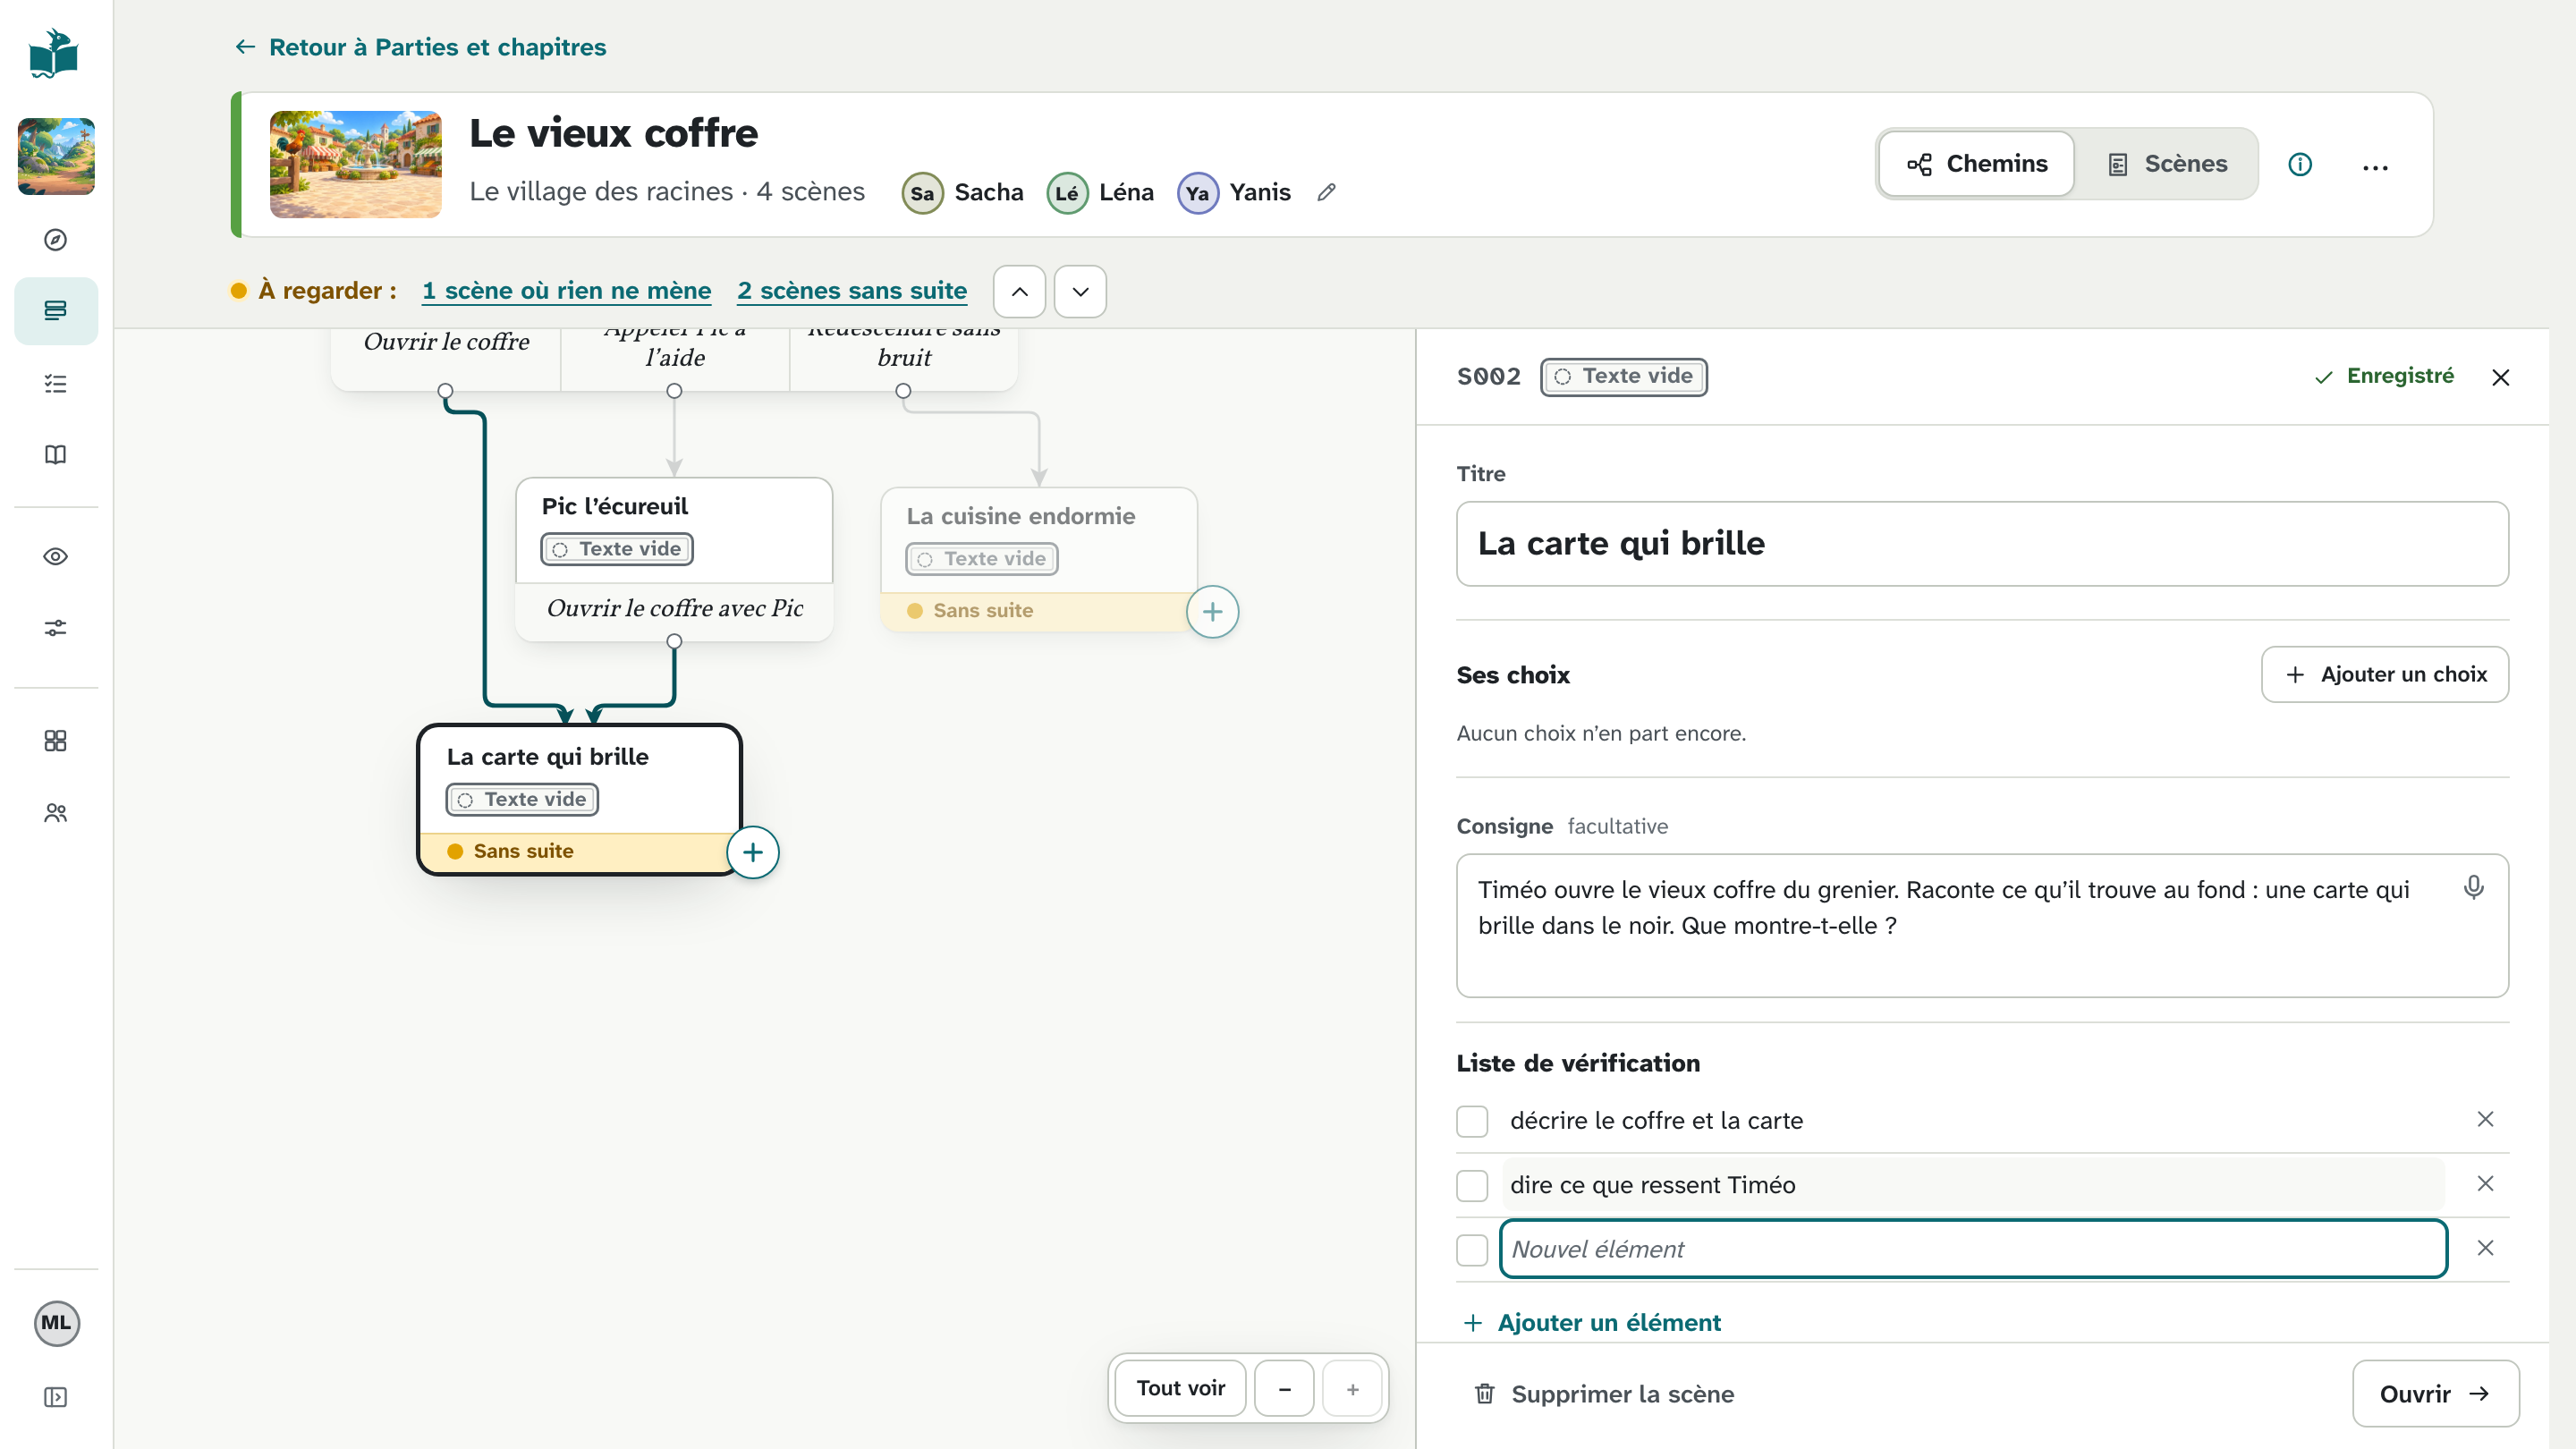 ← Retour à Parties et chapitres
Le vieux coffre
Le village des racines · 4 scènes
Sa Sacha Lé Léna Ya Yanis
Chemins
Scènes
À regarder : 1 scène où rien ne mène 2 scènes sans suite
Ouvrir le coffre
Appeler Pic à
l’aide
Redescendre sans
bruit
Pic l’écureuil
Texte vide
Ouvrir le coffre avec Pic
La cuisine endormie
Texte vide
Sans suite
La carte qui brille
Texte vide
Sans suite
Tout voir
ML
S002 Texte vide
Enregistré
Titre
La carte qui brille
Ses choix
Ajouter un choix
Aucun choix n’en part encore.
Consigne facultative
Timéo ouvre le vieux coffre du grenier. Raconte ce qu’il trouve au fond : une carte qui
brille dans le noir. Que montre-t-elle ?
Liste de vérification
décrire le coffre et la carte
dire ce que ressent Timéo
Nouvel élément
+ Ajouter un élément
Supprimer la scène
Ouvrir →